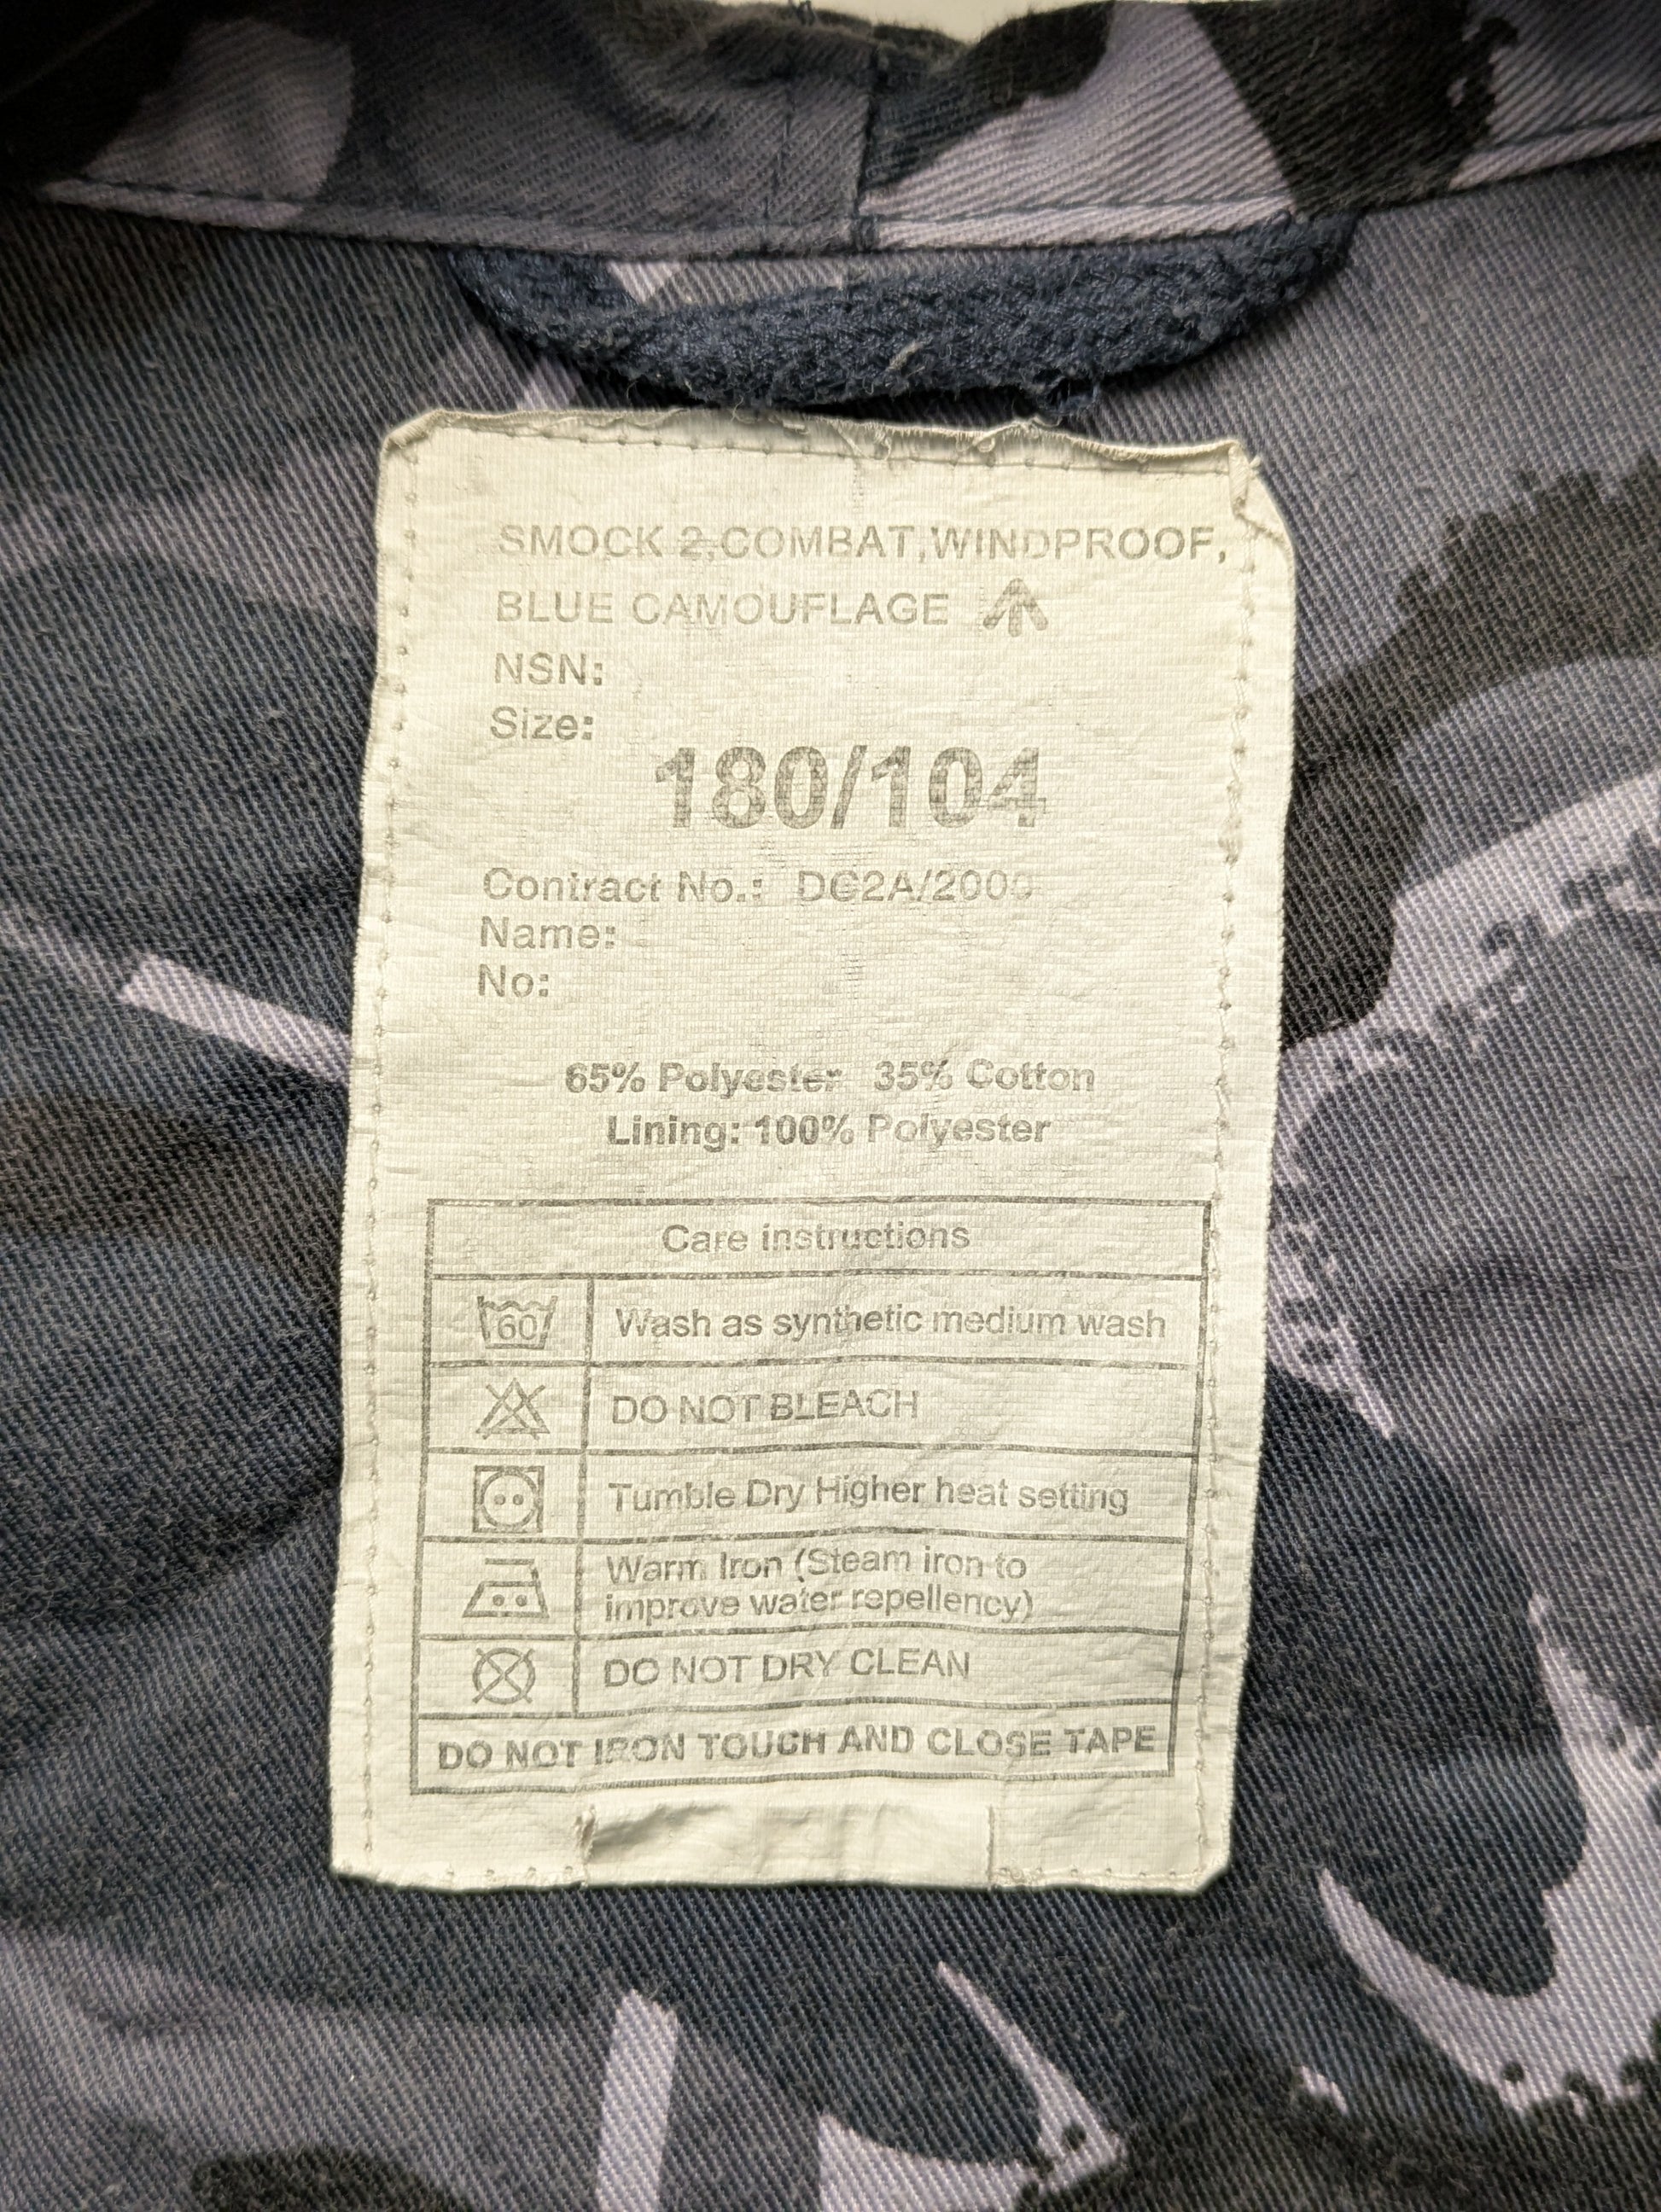 SMOCK 2,COMBAT,WINDPROOF,
BLUE CAMOUFLAGE
NSN:
Size:
180/104
Contract No.: DC2A/2000
Name:
No:
65% Polyester 35% Cotton
Lining: 100% Polyester
Care instructions
60 Wash as synthetic medium wash
DO NOT BLEACH
Tumble Dry Higher heat setting
Warm Iron (Steam iron to
improve water repellency)
DO NOT DRY CLEAN
DO NOT IRON TOUCH AND CLOSE TAPE